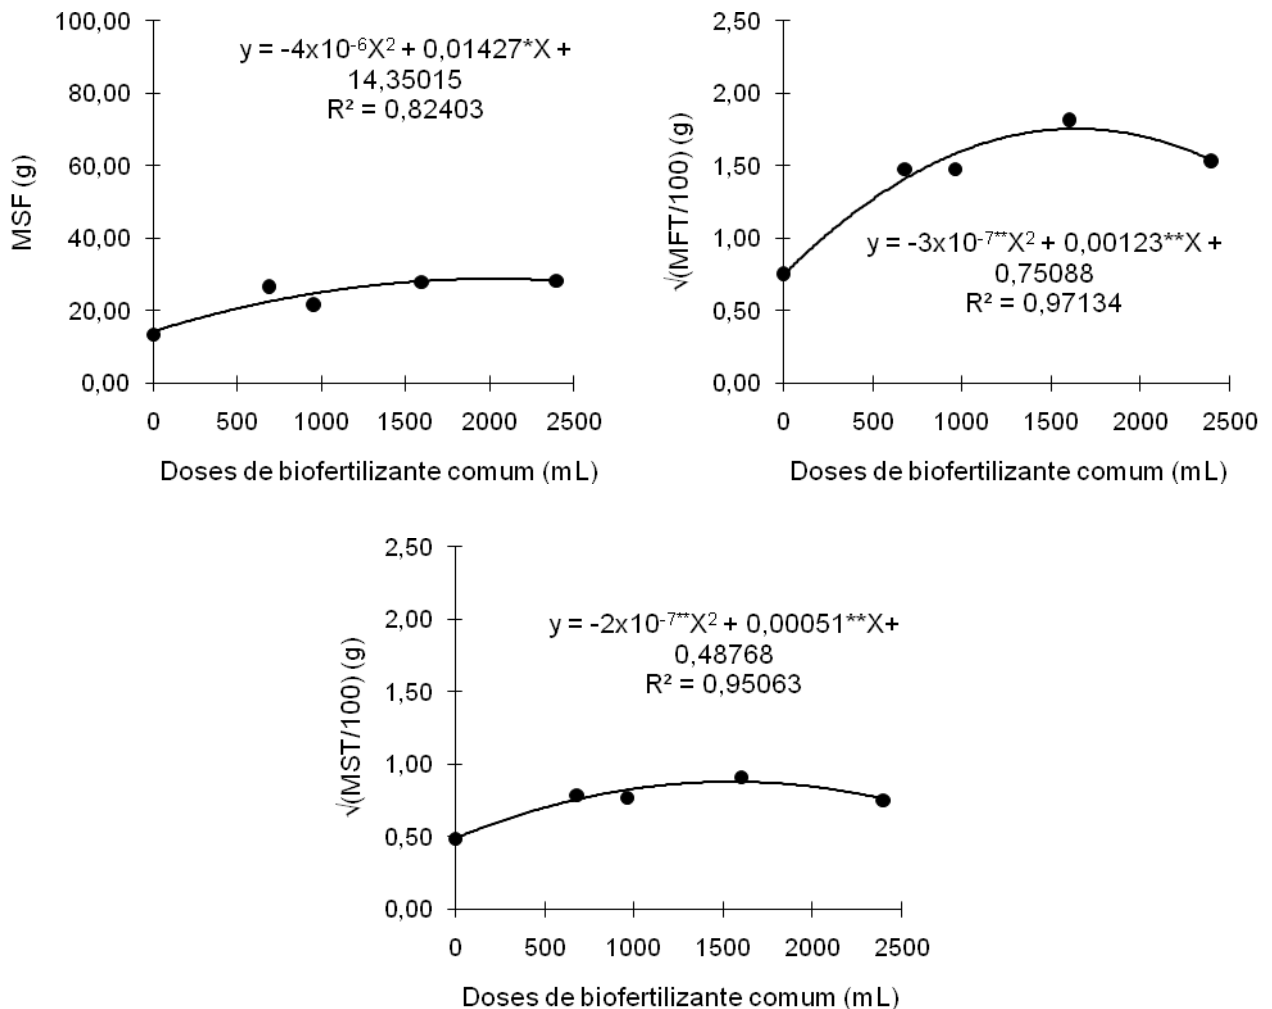 100,00
80,00
60,00
40,00
20,00
0,00
MSF (g)
y = -4x10⁻⁶X² + 0,01427*X +
14,35015
R² = 0,82403
0 500 1000 1500 2000 2500
Doses de biofertilizante comum (mL)
2,50
2,00
1,50
1,00
0,50
0,00
√(MFT/100) (g)
y = -3x10⁻⁷**X² + 0,00123**X +
0,75088
R² = 0,97134
0 500 1000 1500 2000 2500
Doses de biofertilizante comum (mL)
2,50
2,00
1,50
1,00
0,50
0,00
√(MST/100) (g)
y = -2x10⁻⁷**X² + 0,00051**X+
0,48768
R² = 0,95063
0 500 1000 1500 2000 2500
Doses de biofertilizante comum (mL)